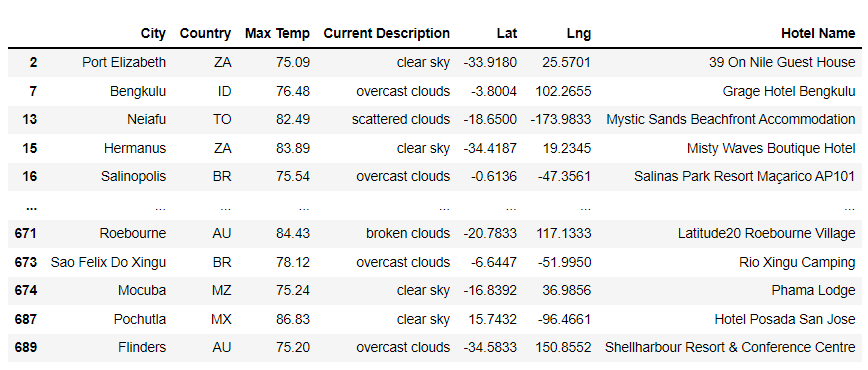 City Country Max Temp Current Description Lat Lng Hotel Name
2 Port Elizabeth ZA 75.09 clear sky -33.9180 25.5701 39 On Nile Guest House
7 Bengkulu ID 76.48 overcast clouds -3.8004 102.2655 Grage Hotel Bengkulu
13 Neiafu TO 82.49 scattered clouds -18.6500 -173.9833 Mystic Sands Beachfront Accommodation
15 Hermanus ZA 83.89 clear sky -34.4187 19.2345 Misty Waves Boutique Hotel
16 Salinopolis BR 75.54 overcast clouds -0.6136 -47.3561 Salinas Park Resort Maçarico AP101
... ... ... ... ... ... ... ...
671 Roebourne AU 84.43 broken clouds -20.7833 117.1333 Latitude20 Roebourne Village
673 Sao Felix Do Xingu BR 78.12 overcast clouds -6.6447 -51.9950 Rio Xingu Camping
674 Mocuba MZ 75.24 clear sky -16.8392 36.9856 Phama Lodge
687 Pochutla MX 86.83 clear sky 15.7432 -96.4661 Hotel Posada San Jose
689 Flinders AU 75.20 overcast clouds -34.5833 150.8552 Shellharbour Resort & Conference Centre